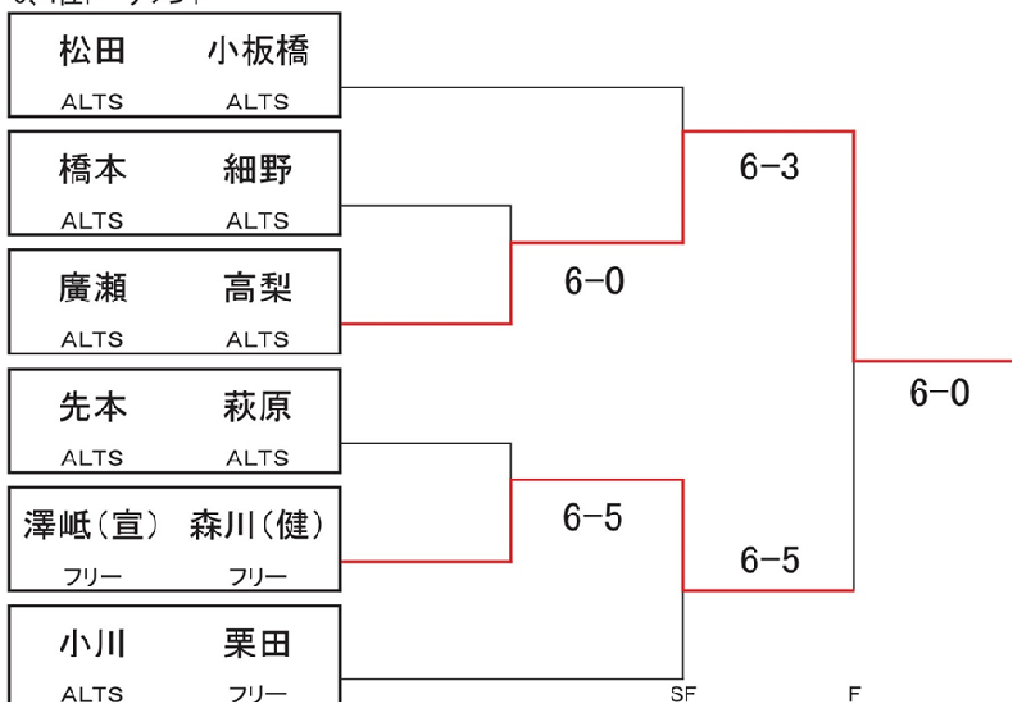 松田 小板橋
ALTS ALTS
6-3
橋本 細野
ALTS ALTS
6-0
廣瀬 高梨
ALTS ALTS
6-0
先本 萩原
ALTS ALTS
6-5
澤岻(宣) 森川(健)
6-5
フリー フリー
小川 栗田
ALTS フリー
SF F